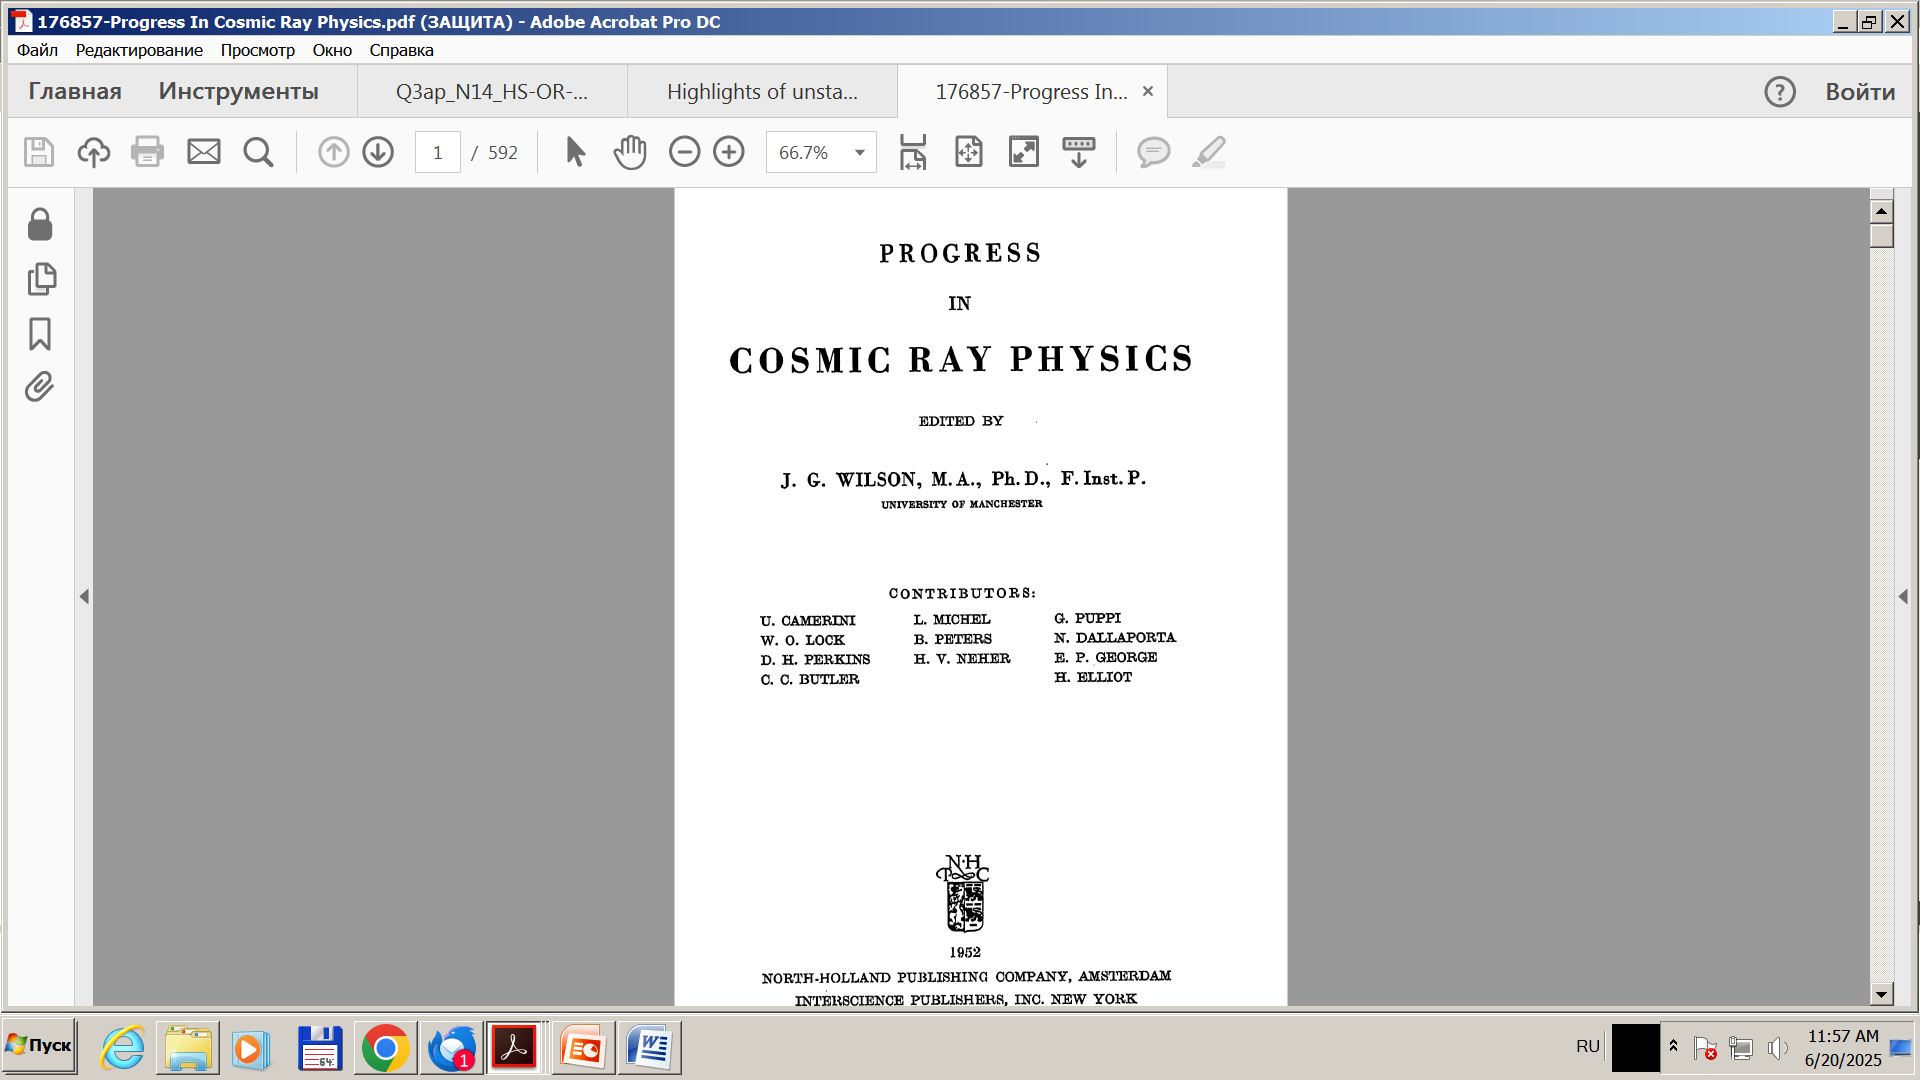 176857-Progress In Cosmic Ray Physics.pdf (ЗАЩИТА) - Adobe Acrobat Pro DC
Файл Редактирование Просмотр Окно Справка
Главная Инструменты Q3ap_N14_HS-OR-... Highlights of unsta... 176857-Progress In... × ? Войти
1 / 592 66.7%
PROGRESS
IN
COSMIC RAY PHYSICS
EDITED BY
J. G. WILSON, M.A., Ph.D., F. Inst. P.
UNIVERSITY OF MANCHESTER
CONTRIBUTORS:
U. CAMERINI L. MICHEL G. PUPPI
W. O. LOCK B. PETERS N. DALLAPORTA
D. H. PERKINS H. V. NEHER E. P. GEORGE
C. C. BUTLER H. ELLIOT
N·H
P C
1952
NORTH-HOLLAND PUBLISHING COMPANY, AMSTERDAM
INTERSCIENCE PUBLISHERS, INC. NEW YORK
Пуск 64 1 RU 11:57 AM
6/20/2025